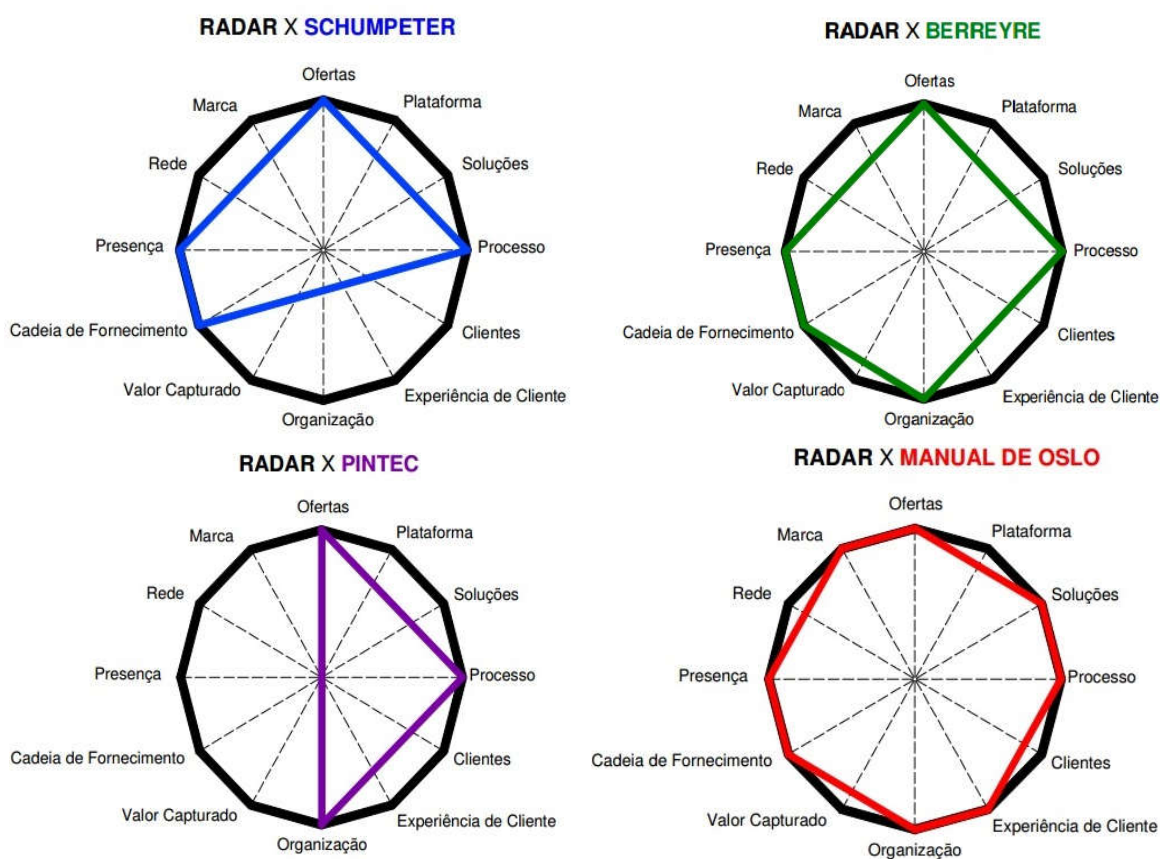 RADAR X SCHUMPETER
Ofertas
Marca
Plataforma
Rede
Soluções
Presença
Processo
Cadeia de Fornecimento
Clientes
Valor Capturado
Experiência de Cliente
Organização
RADAR X BERREYRE
Ofertas
Marca
Plataforma
Rede
Soluções
Presença
Processo
Cadeia de Fornecimento
Clientes
Valor Capturado
Experiência de Cliente
Organização
RADAR X PINTEC
Ofertas
Marca
Plataforma
Rede
Soluções
Presença
Processo
Cadeia de Fornecimento
Clientes
Valor Capturado
Experiência de Cliente
Organização
RADAR X MANUAL DE OSLO
Ofertas
Marca
Plataforma
Rede
Soluções
Presença
Processo
Cadeia de Fornecimento
Clientes
Valor Capturado
Experiência de Cliente
Organização